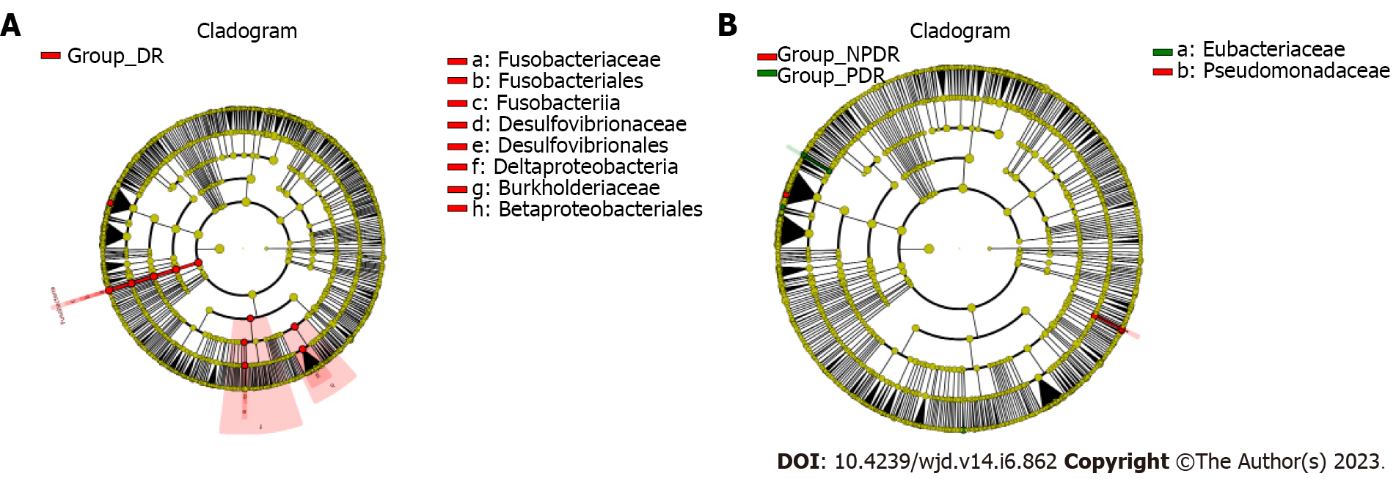 A
Cladogram
Group_DR
a: Fusobacteriaceae
b: Fusobacteriales
c: Fusobacteriia
d: Desulfovibrionaceae
e: Desulfovibrionales
f: Deltaproteobacteria
g: Burkholderiaceae
h: Betaproteobacteriales
B
Cladogram
Group_NPDR
Group_PDR
a: Eubacteriaceae
b: Pseudomonadaceae
DOI: 10.4239/wjd.v14.i6.862 Copyright ©The Author(s) 2023.